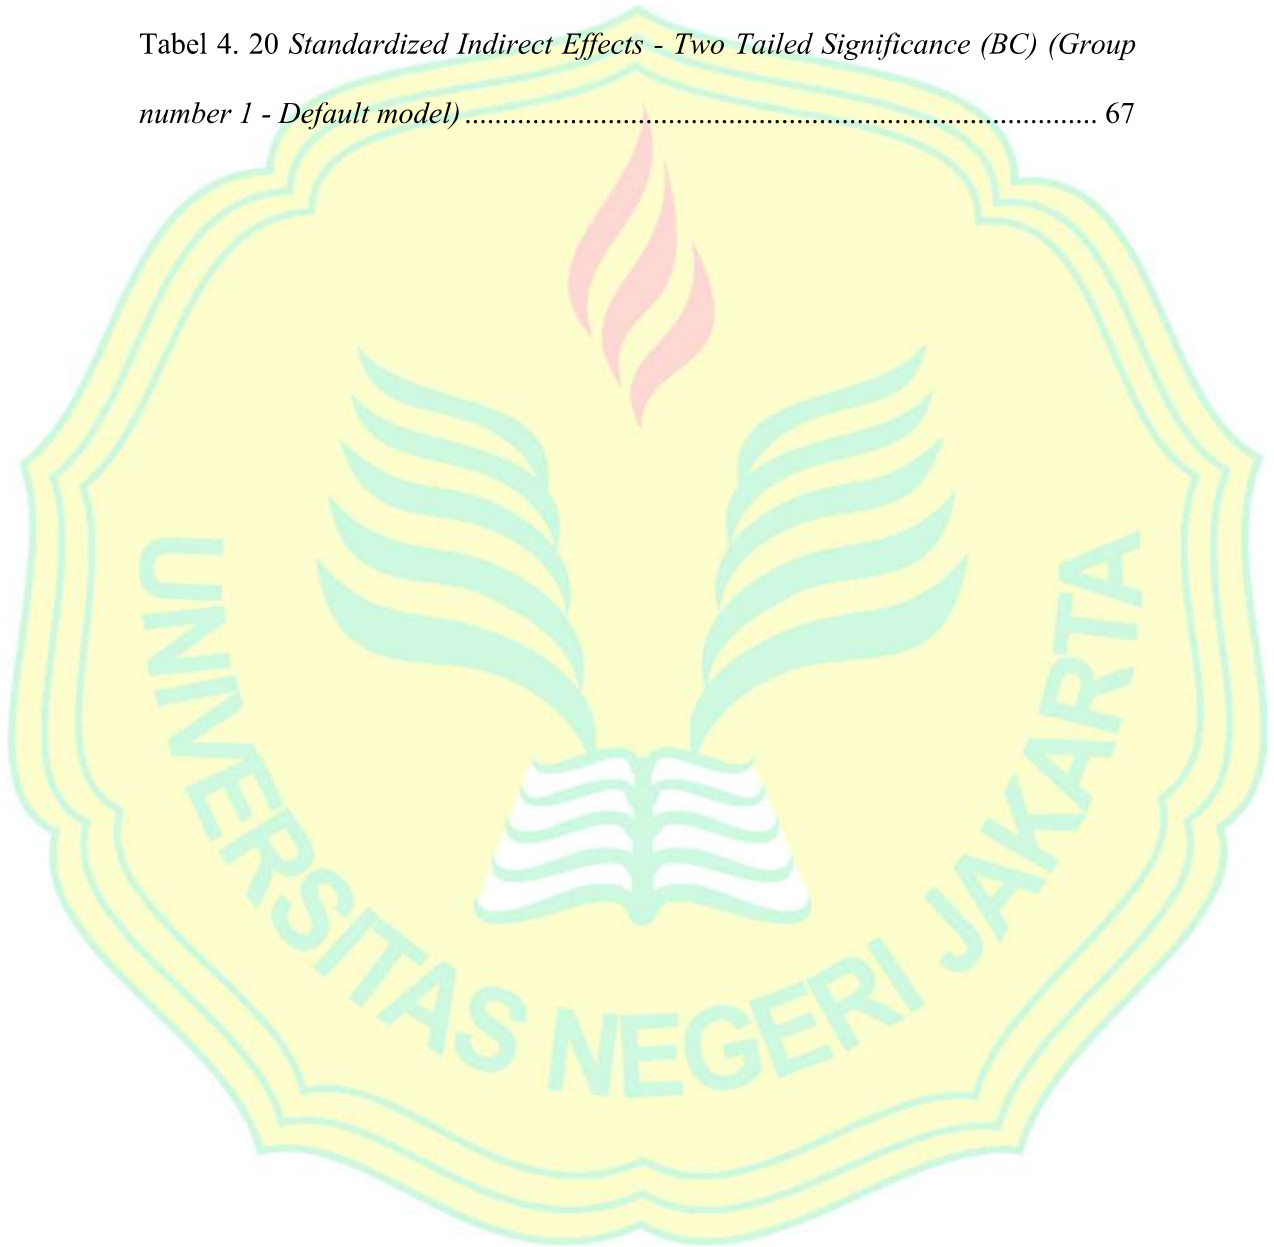 Tabel 4. 20 Standardized Indirect Effects - Two Tailed Significance (BC) (Group
number 1 - Default model) ..................................................................................... 67
UNIVERSITAS NEGERI JAKARTA